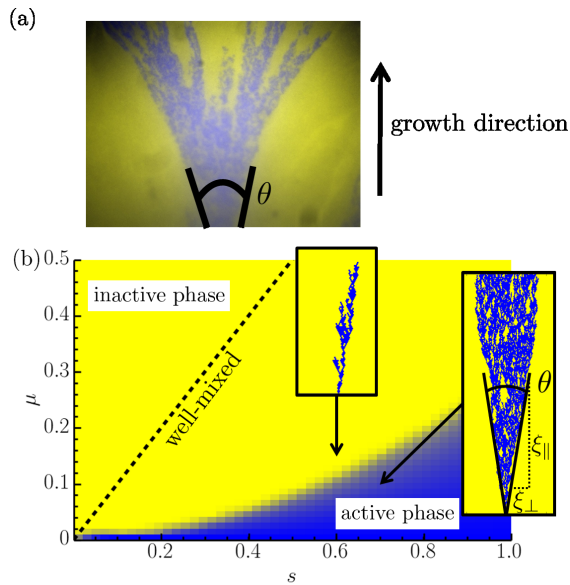 (a)
θ
growth direction
(b)
0.5
0.4
0.3
0.2
0.1
0
μ
inactive phase
well-mixed
active phase
θ
ξ∥
ξ⊥
0.2
0.4
0.6
0.8
1.0
s